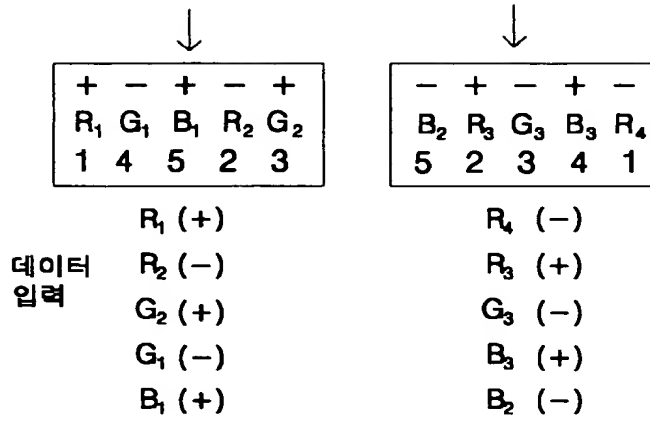 + − + − +
R₁ G₁ B₁ R₂ G₂
1 4 5 2 3
− + − + −
B₂ R₃ G₃ B₃ R₄
5 2 3 4 1
데이터
입력
R₁ (+)
R₂ (−)
G₂ (+)
G₁ (−)
B₁ (+)
R₄ (−)
R₃ (+)
G₃ (−)
B₃ (+)
B₂ (−)